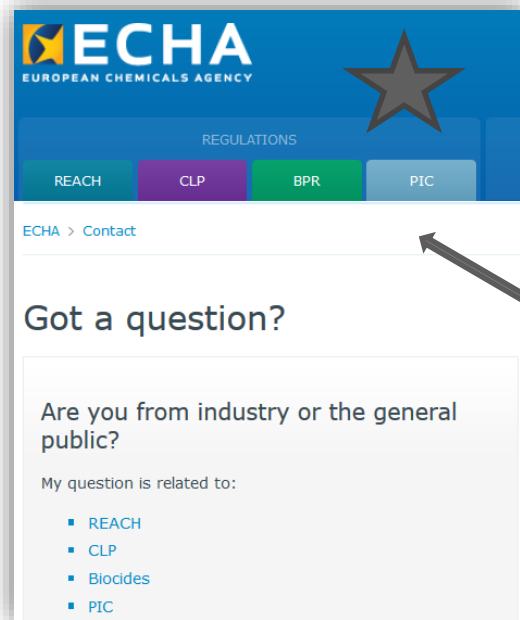 ECHA
EUROPEAN CHEMICALS AGENCY
REGULATIONS
REACH CLP BPR PIC
ECHA > Contact
Got a question?
Are you from industry or the general
public?
My question is related to:
REACH
CLP
Biocides
PIC